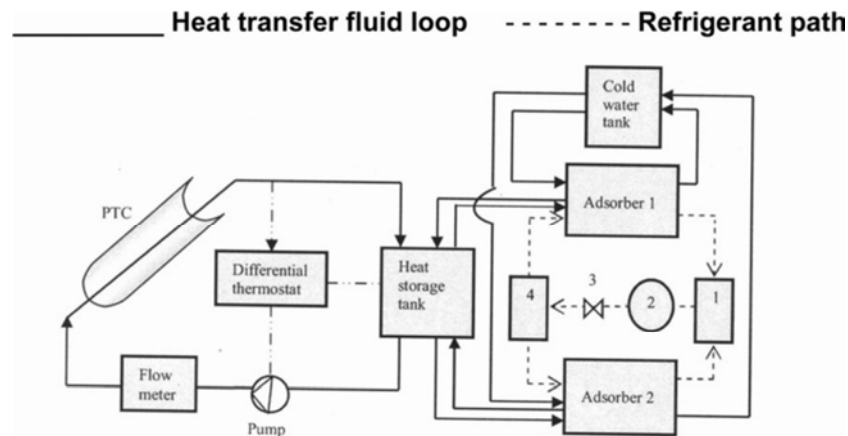 Heat transfer fluid loop
Refrigerant path
Cold
water
tank
PTC
Adsorber 1
Differential
thermostat
Heat
storage
tank
4
3
2
1
Flow
meter
Pump
Adsorber 2